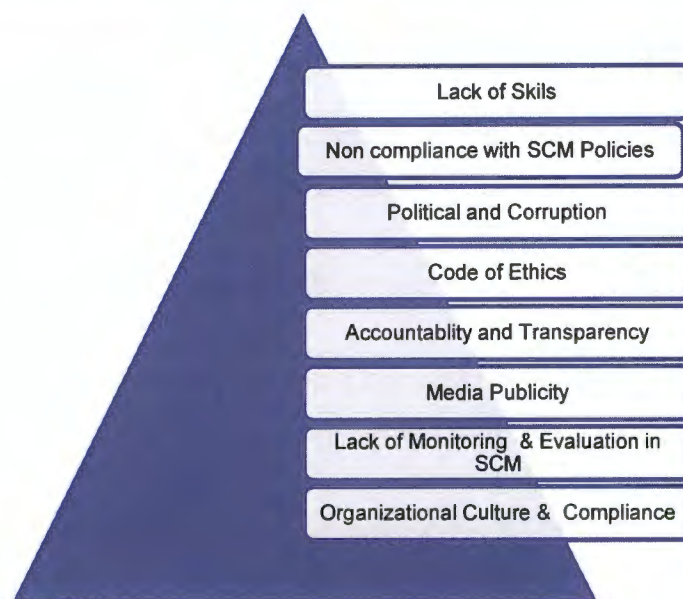 Lack of Skils
Non compliance with SCM Policies
Political and Corruption
Code of Ethics
Accountablity and Transparency
Media Publicity
Lack of Monitoring & Evaluation in
SCM
Organizational Culture & Compliance